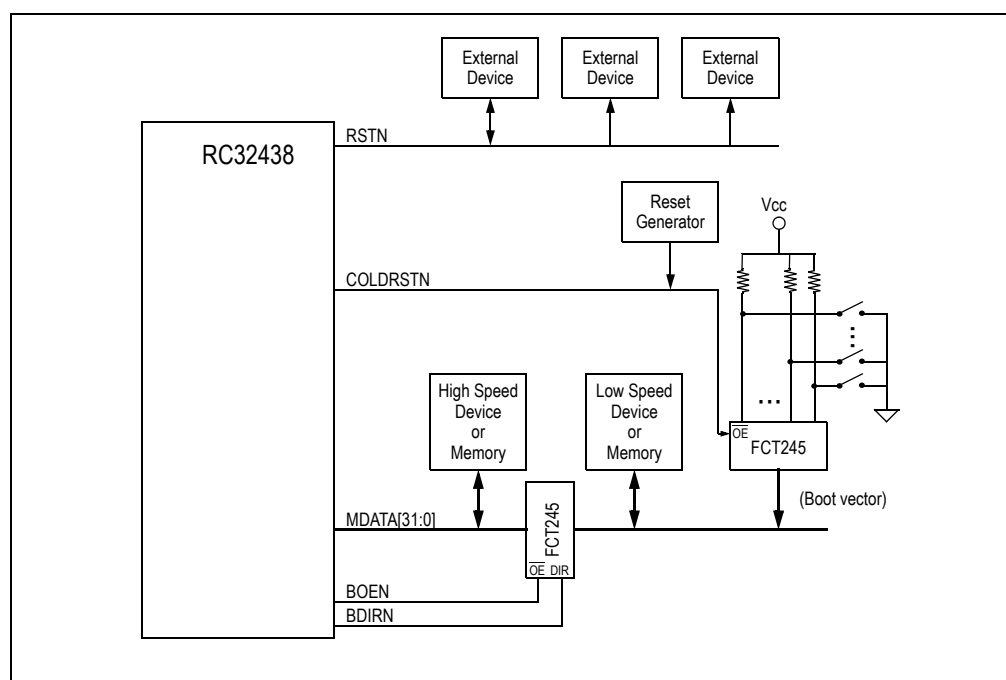 External
Device
External
Device
External
Device
RSTN
RC32438
Reset
Generator
Vcc
COLDRSTN
High Speed
Device
or
Memory
Low Speed
Device
or
Memory
...
...
OE
FCT245
(Boot vector)
MDATA[31:0]
FCT245
OE DIR
BOEN
BDIRN